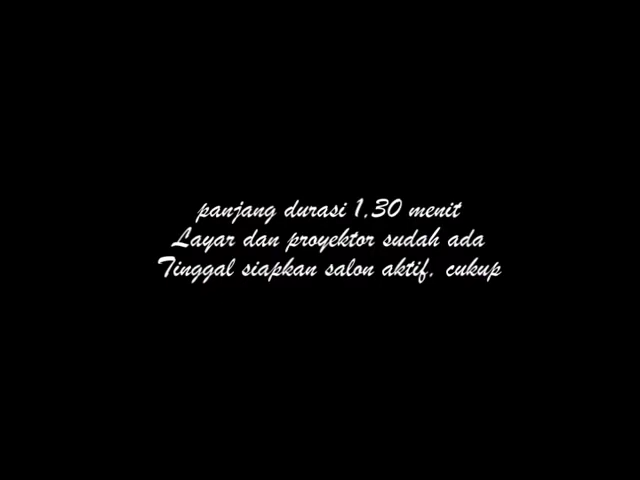 panjang durasi 1,30 menit
Layar dan proyektor sudah ada
Tinggal siapkan salon aktif, cukup